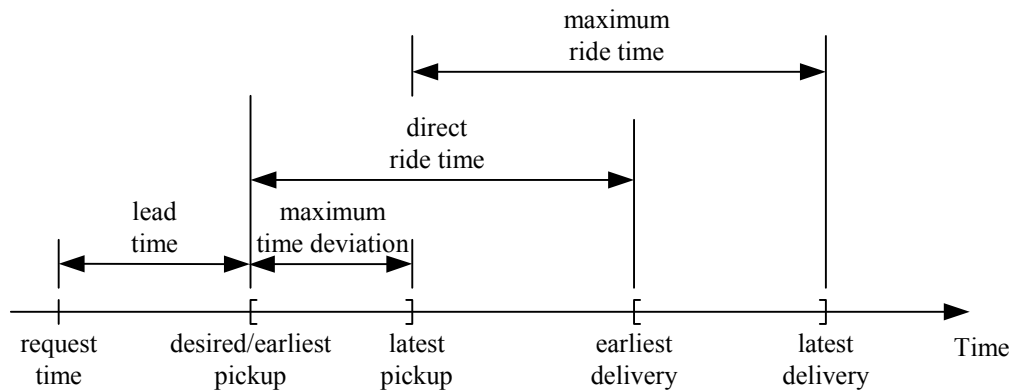 maximum
ride time
direct
ride time
lead
time
maximum
time deviation
request
time
desired/earliest
pickup
latest
pickup
earliest
delivery
latest
delivery
Time